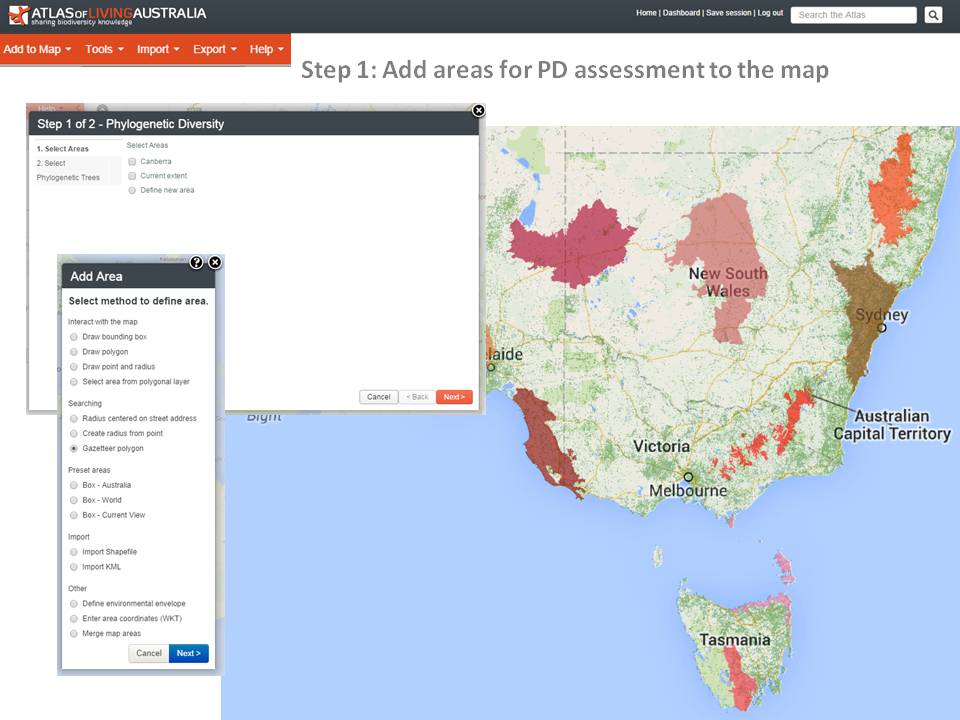 ATLAS OF LIVING AUSTRALIA
sharing biodiversity knowledge
Home | Dashboard | Save session | Log out
Search the Atlas
Add to Map Tools Import Export Help
Step 1: Add areas for PD assessment to the map
Help
Step 1 of 2 - Phylogenetic Diversity
1. Select Areas
2. Select
Phylogenetic Trees
Select Areas
Canberra
Current extent
Define new area
Cancel < Back Next >
Add Area
?
Select method to define area.
Interact with the map
Draw bounding box
Draw polygon
Draw point and radius
Select area from polygonal layer
Searching
Radius centered on street address
Create radius from point
Gazetteer polygon
Preset areas
Box - Australia
Box - World
Box - Current View
Import
Import Shapefile
Import KML
Other
Define environmental envelope
Enter area coordinates (WKT)
Merge map areas
Cancel Next >
Bight
New South
Wales
Sydney
laide
Australian
Capital Territory
Victoria
Melbourne
Tasmania